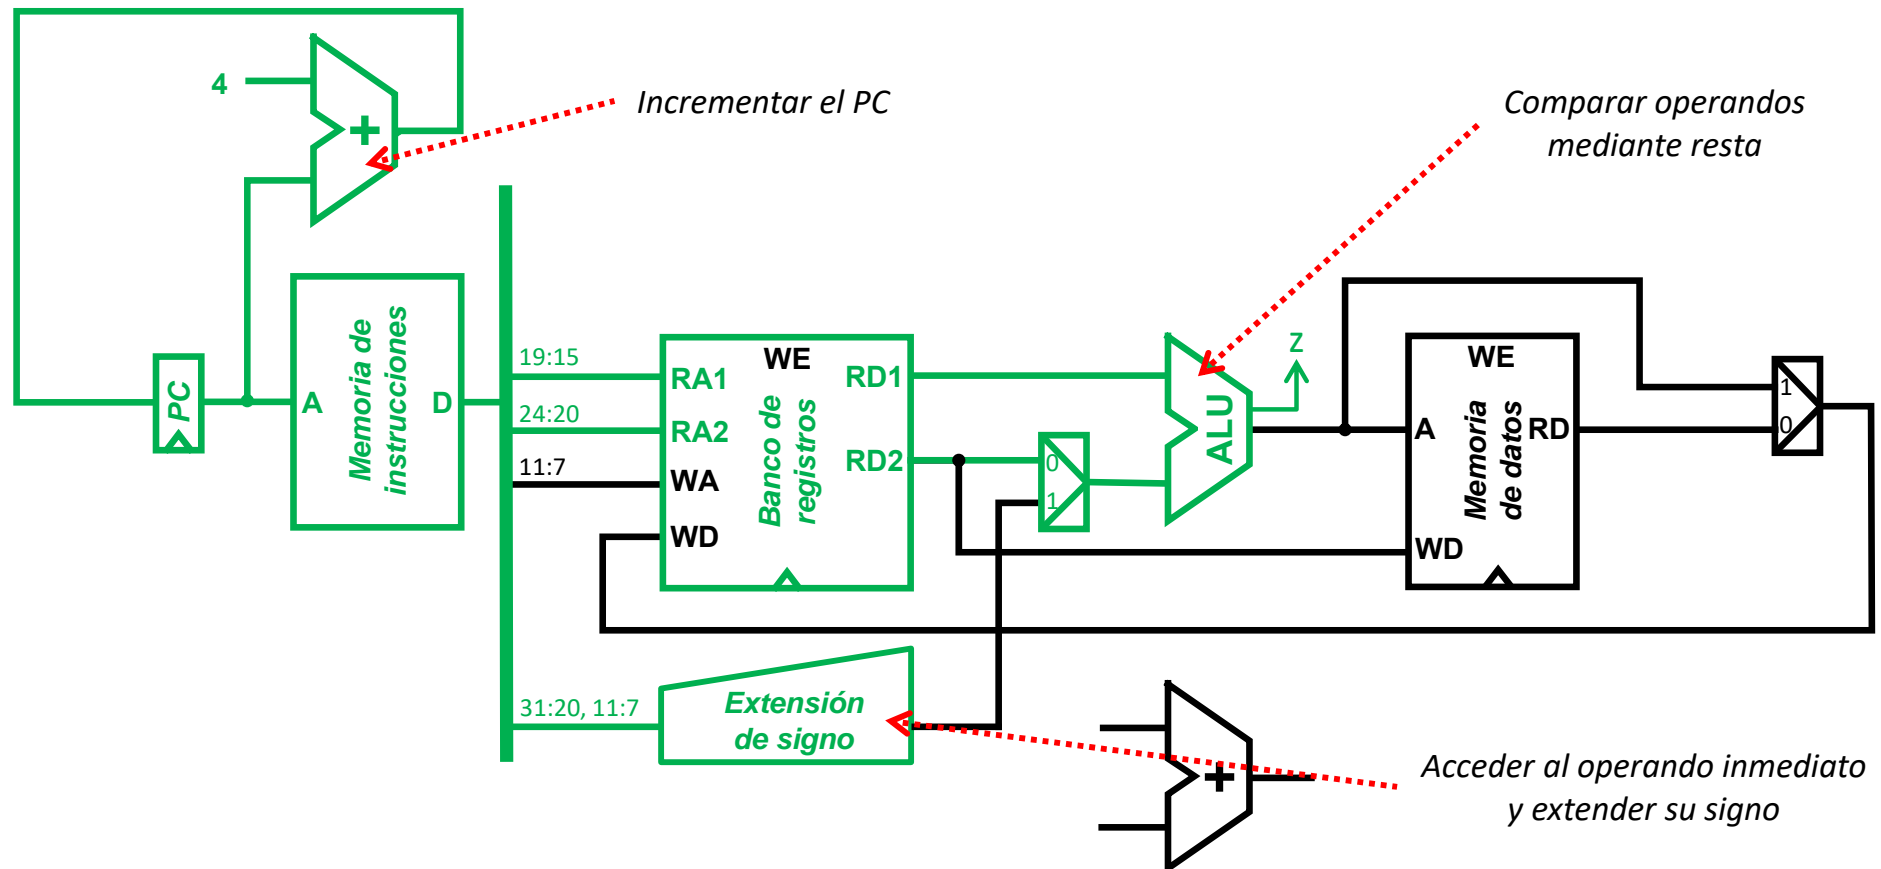 4
+
Incrementar el PC
Comparar operandos
mediante resta
PC
A
Memoria de
instrucciones
D
19:15
24:20
11:7
31:20, 11:7
RA1
RA2
WA
WD
WE
Banco de
registros
RD1
RD2
0
1
ALU
Z
A
WD
WE
Memoria
de datos
RD
1
0
Extensión
de signo
+
Acceder al operando inmediato
y extender su signo